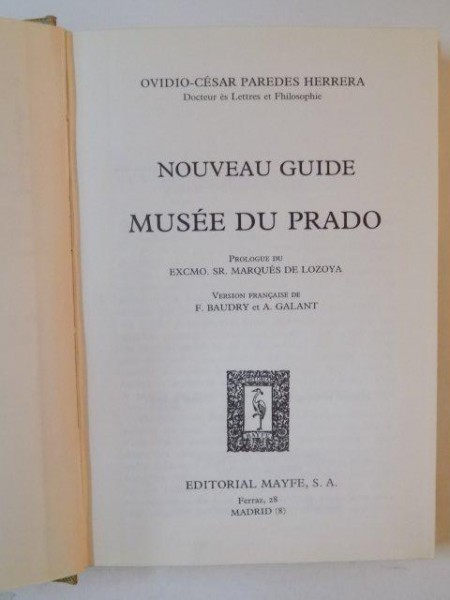 OVIDIO-CÉSAR PAREDES HERRERA
Docteur ès Lettres et Philosophie
NOUVEAU GUIDE
MUSÉE DU PRADO
PROLOGUE DU
EXCMO. SR. MARQUÉS DE LOZOYA
VERSION FRANÇAISE DE
F. BAUDRY ET A. GALANT
MAYFE
EDITORIAL MAYFE, S. A.
Ferraz, 28
MADRID (8)